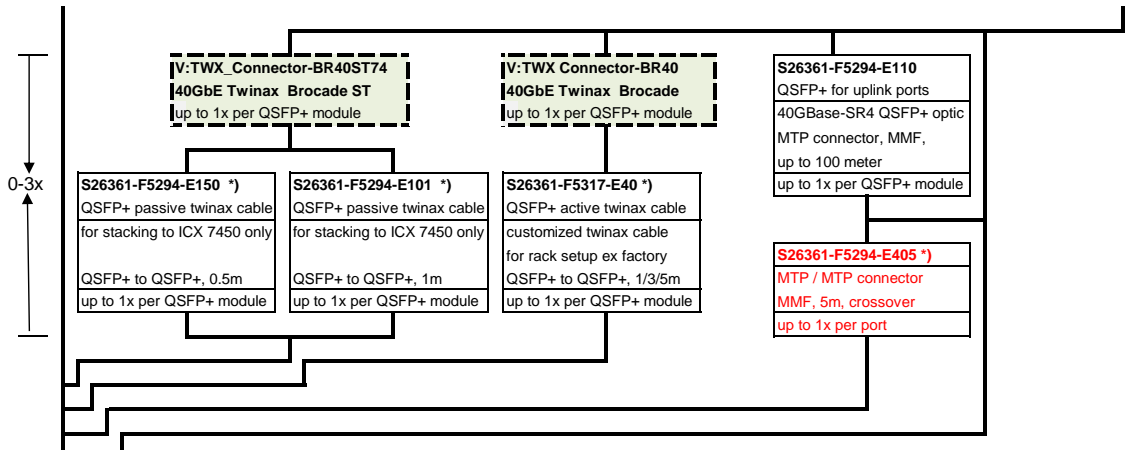 V:TWX_Connector-BR40ST74
40GbE Twinax  Brocade ST
up to 1x per QSFP+ module
V:TWX Connector-BR40
40GbE Twinax  Brocade
up to 1x per QSFP+ module
S26361-F5294-E110
QSFP+ for uplink ports
40GBase-SR4 QSFP+ optic
MTP connector, MMF,
up to 100 meter
up to 1x per QSFP+ module
0-3x
S26361-F5294-E150  *)
QSFP+ passive twinax cable
for stacking to ICX 7450 only
QSFP+ to QSFP+, 0.5m
up to 1x per QSFP+ module
S26361-F5294-E101  *)
QSFP+ passive twinax cable
for stacking to ICX 7450 only
QSFP+ to QSFP+, 1m
up to 1x per QSFP+ module
S26361-F5317-E40 *)
QSFP+ active twinax cable
customized twinax cable
for rack setup ex factory
QSFP+ to QSFP+, 1/3/5m
up to 1x per QSFP+ module
S26361-F5294-E405 *)
MTP / MTP connector
MMF, 5m, crossover
up to 1x per port